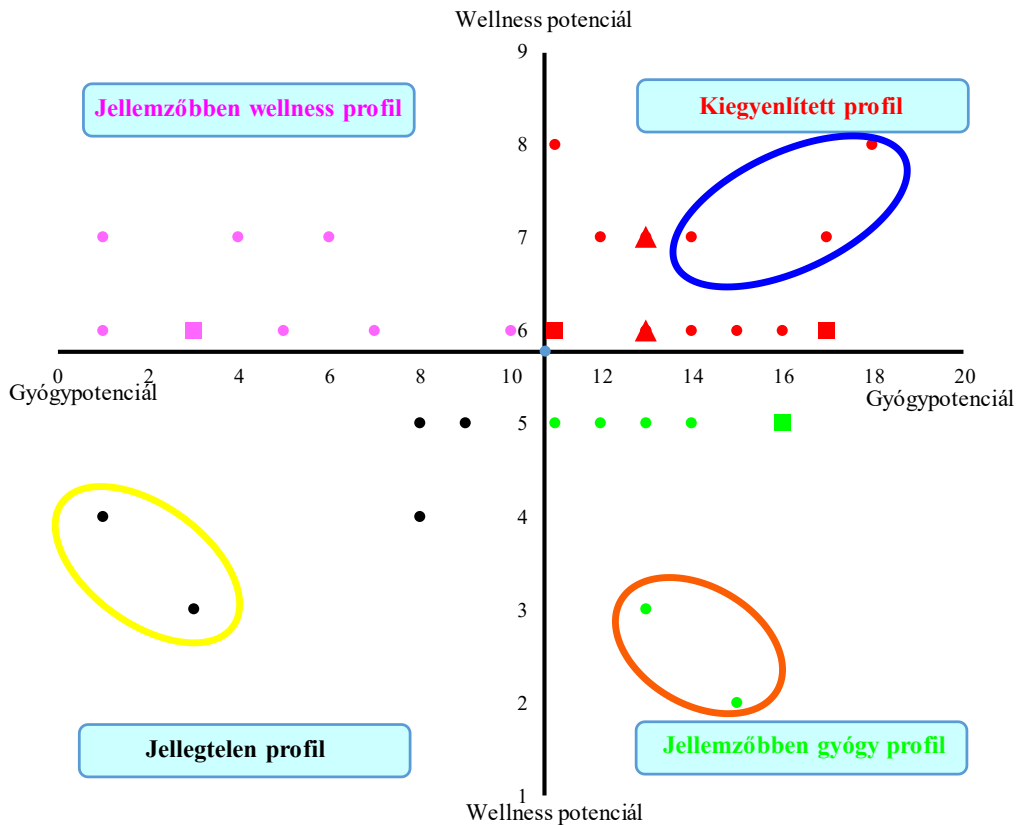 Wellness potenciál
9
Jellemzőbben wellness profil
Kiegyenlített profil
8
7
6
0 2 4 6 8 10 12 14 16 18 20
Gyógypotenciál
Gyógypotenciál
5
4
3
2
Jellegtelen profil
Jellemzőbben gyógy profil
1
Wellness potenciál